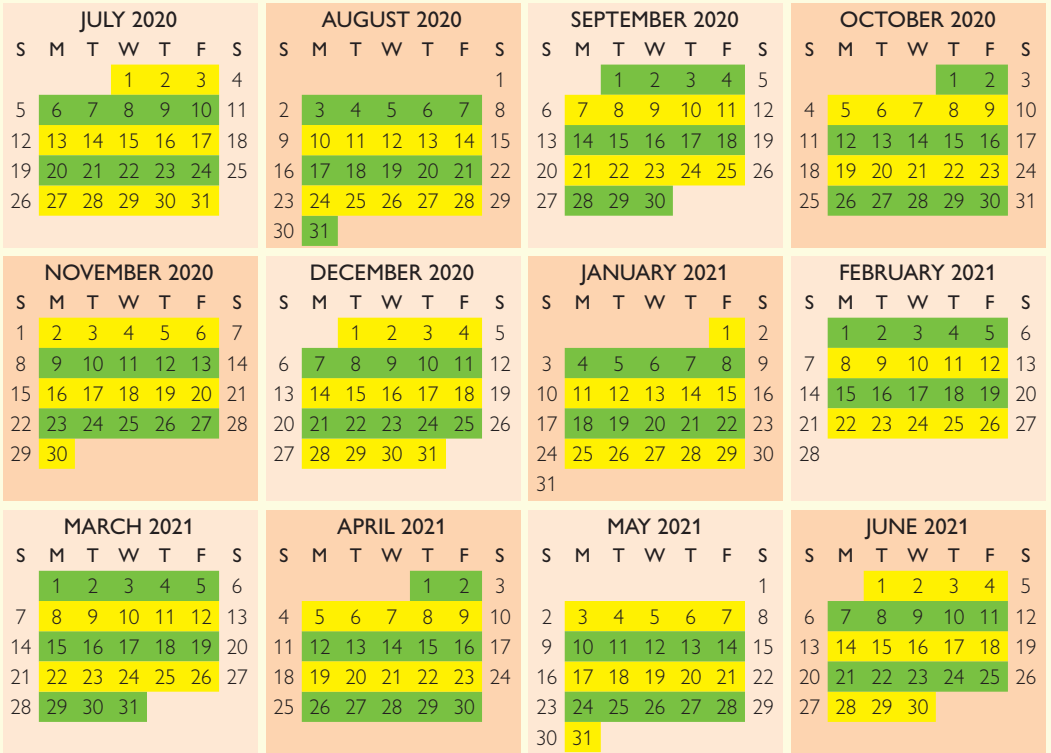 JULY 2020
S M T W T F S
1 2 3 4
5 6 7 8 9 10 11
12 13 14 15 16 17 18
19 20 21 22 23 24 25
26 27 28 29 30 31
AUGUST 2020
S M T W T F S
1
2 3 4 5 6 7 8
9 10 11 12 13 14 15
16 17 18 19 20 21 22
23 24 25 26 27 28 29
30 31
SEPTEMBER 2020
S M T W T F S
1 2 3 4 5
6 7 8 9 10 11 12
13 14 15 16 17 18 19
20 21 22 23 24 25 26
27 28 29 30
OCTOBER 2020
S M T W T F S
1 2 3
4 5 6 7 8 9 10
11 12 13 14 15 16 17
18 19 20 21 22 23 24
25 26 27 28 29 30 31
NOVEMBER 2020
S M T W T F S
1 2 3 4 5 6 7
8 9 10 11 12 13 14
15 16 17 18 19 20 21
22 23 24 25 26 27 28
29 30
DECEMBER 2020
S M T W T F S
1 2 3 4 5
6 7 8 9 10 11 12
13 14 15 16 17 18 19
20 21 22 23 24 25 26
27 28 29 30 31
JANUARY 2021
S M T W T F S
1 2
3 4 5 6 7 8 9
10 11 12 13 14 15 16
17 18 19 20 21 22 23
24 25 26 27 28 29 30
31
FEBRUARY 2021
S M T W T F S
1 2 3 4 5 6
7 8 9 10 11 12 13
14 15 16 17 18 19 20
21 22 23 24 25 26 27
28
MARCH 2021
S M T W T F S
1 2 3 4 5 6
7 8 9 10 11 12 13
14 15 16 17 18 19 20
21 22 23 24 25 26 27
28 29 30 31
APRIL 2021
S M T W T F S
1 2 3
4 5 6 7 8 9 10
11 12 13 14 15 16 17
18 19 20 21 22 23 24
25 26 27 28 29 30
MAY 2021
S M T W T F S
1
2 3 4 5 6 7 8
9 10 11 12 13 14 15
16 17 18 19 20 21 22
23 24 25 26 27 28 29
30 31
JUNE 2021
S M T W T F S
1 2 3 4 5
6 7 8 9 10 11 12
13 14 15 16 17 18 19
20 21 22 23 24 25 26
27 28 29 30